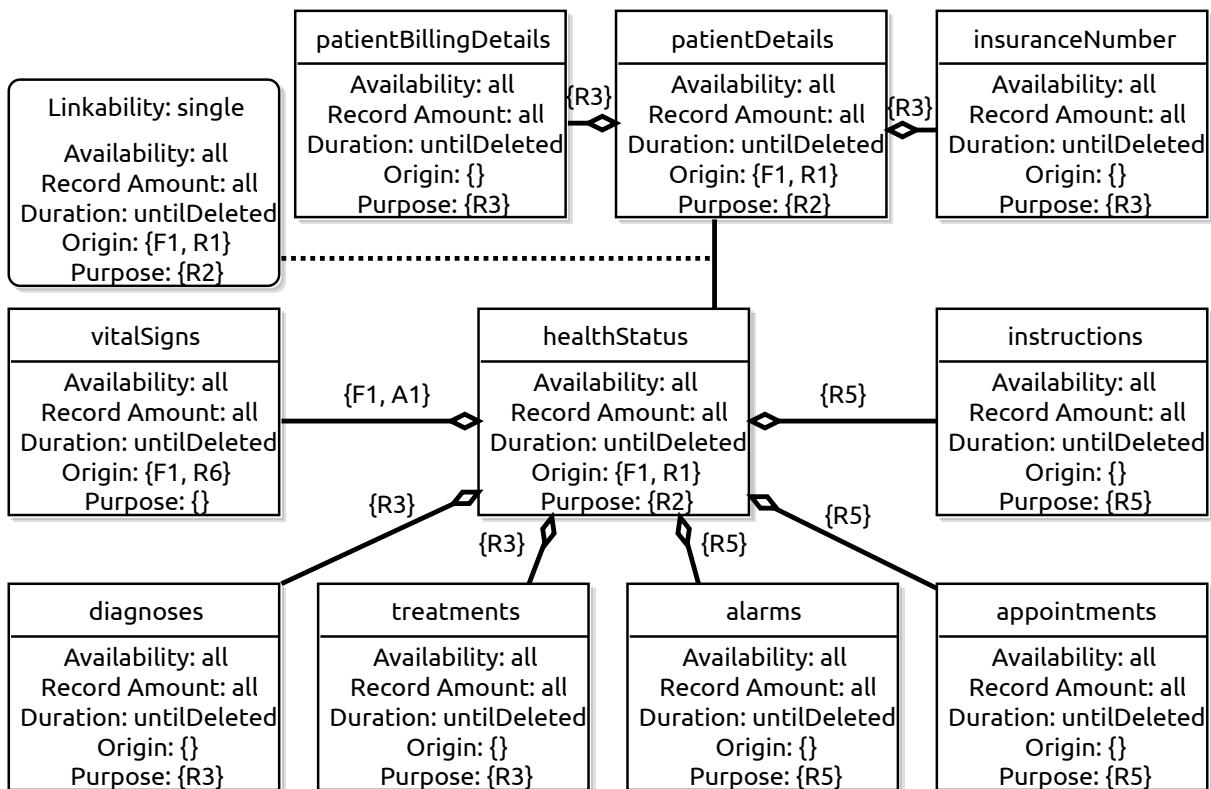 patientBillingDetails
Availability: all
Record Amount: all
Duration: untilDeleted
Origin: {}
Purpose: {R3}
{R3}
patientDetails
Availability: all
Record Amount: all
Duration: untilDeleted
Origin: {F1, R1}
Purpose: {R2}
{R3}
insuranceNumber
Availability: all
Record Amount: all
Duration: untilDeleted
Origin: {}
Purpose: {R3}
Linkability: single
Availability: all
Record Amount: all
Duration: untilDeleted
Origin: {F1, R1}
Purpose: {R2}
vitalSigns
Availability: all
Record Amount: all
Duration: untilDeleted
Origin: {F1, R6}
Purpose: {}
{F1, A1}
healthStatus
Availability: all
Record Amount: all
Duration: untilDeleted
Origin: {F1, R1}
Purpose: {R2}
{R5}
instructions
Availability: all
Record Amount: all
Duration: untilDeleted
Origin: {}
Purpose: {R5}
{R3}
{R3}
{R5}
{R5}
diagnoses
Availability: all
Record Amount: all
Duration: untilDeleted
Origin: {}
Purpose: {R3}
treatments
Availability: all
Record Amount: all
Duration: untilDeleted
Origin: {}
Purpose: {R3}
alarms
Availability: all
Record Amount: all
Duration: untilDeleted
Origin: {}
Purpose: {R5}
appointments
Availability: all
Record Amount: all
Duration: untilDeleted
Origin: {}
Purpose: {R5}